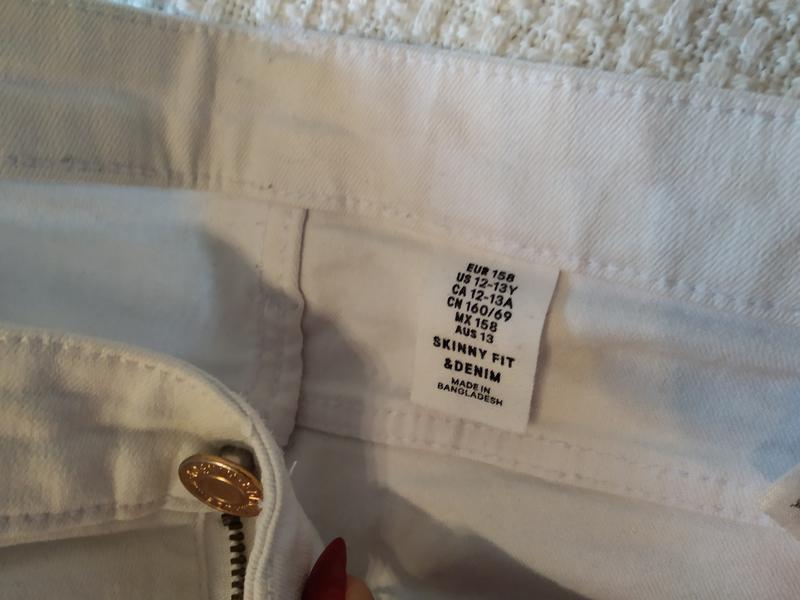 EUR 158
US 12-13Y
CA 12-13A
CN 160/69
MX 158
AUS 13
SKINNY FIT
&DENIM
MADE IN
BANGLADESH